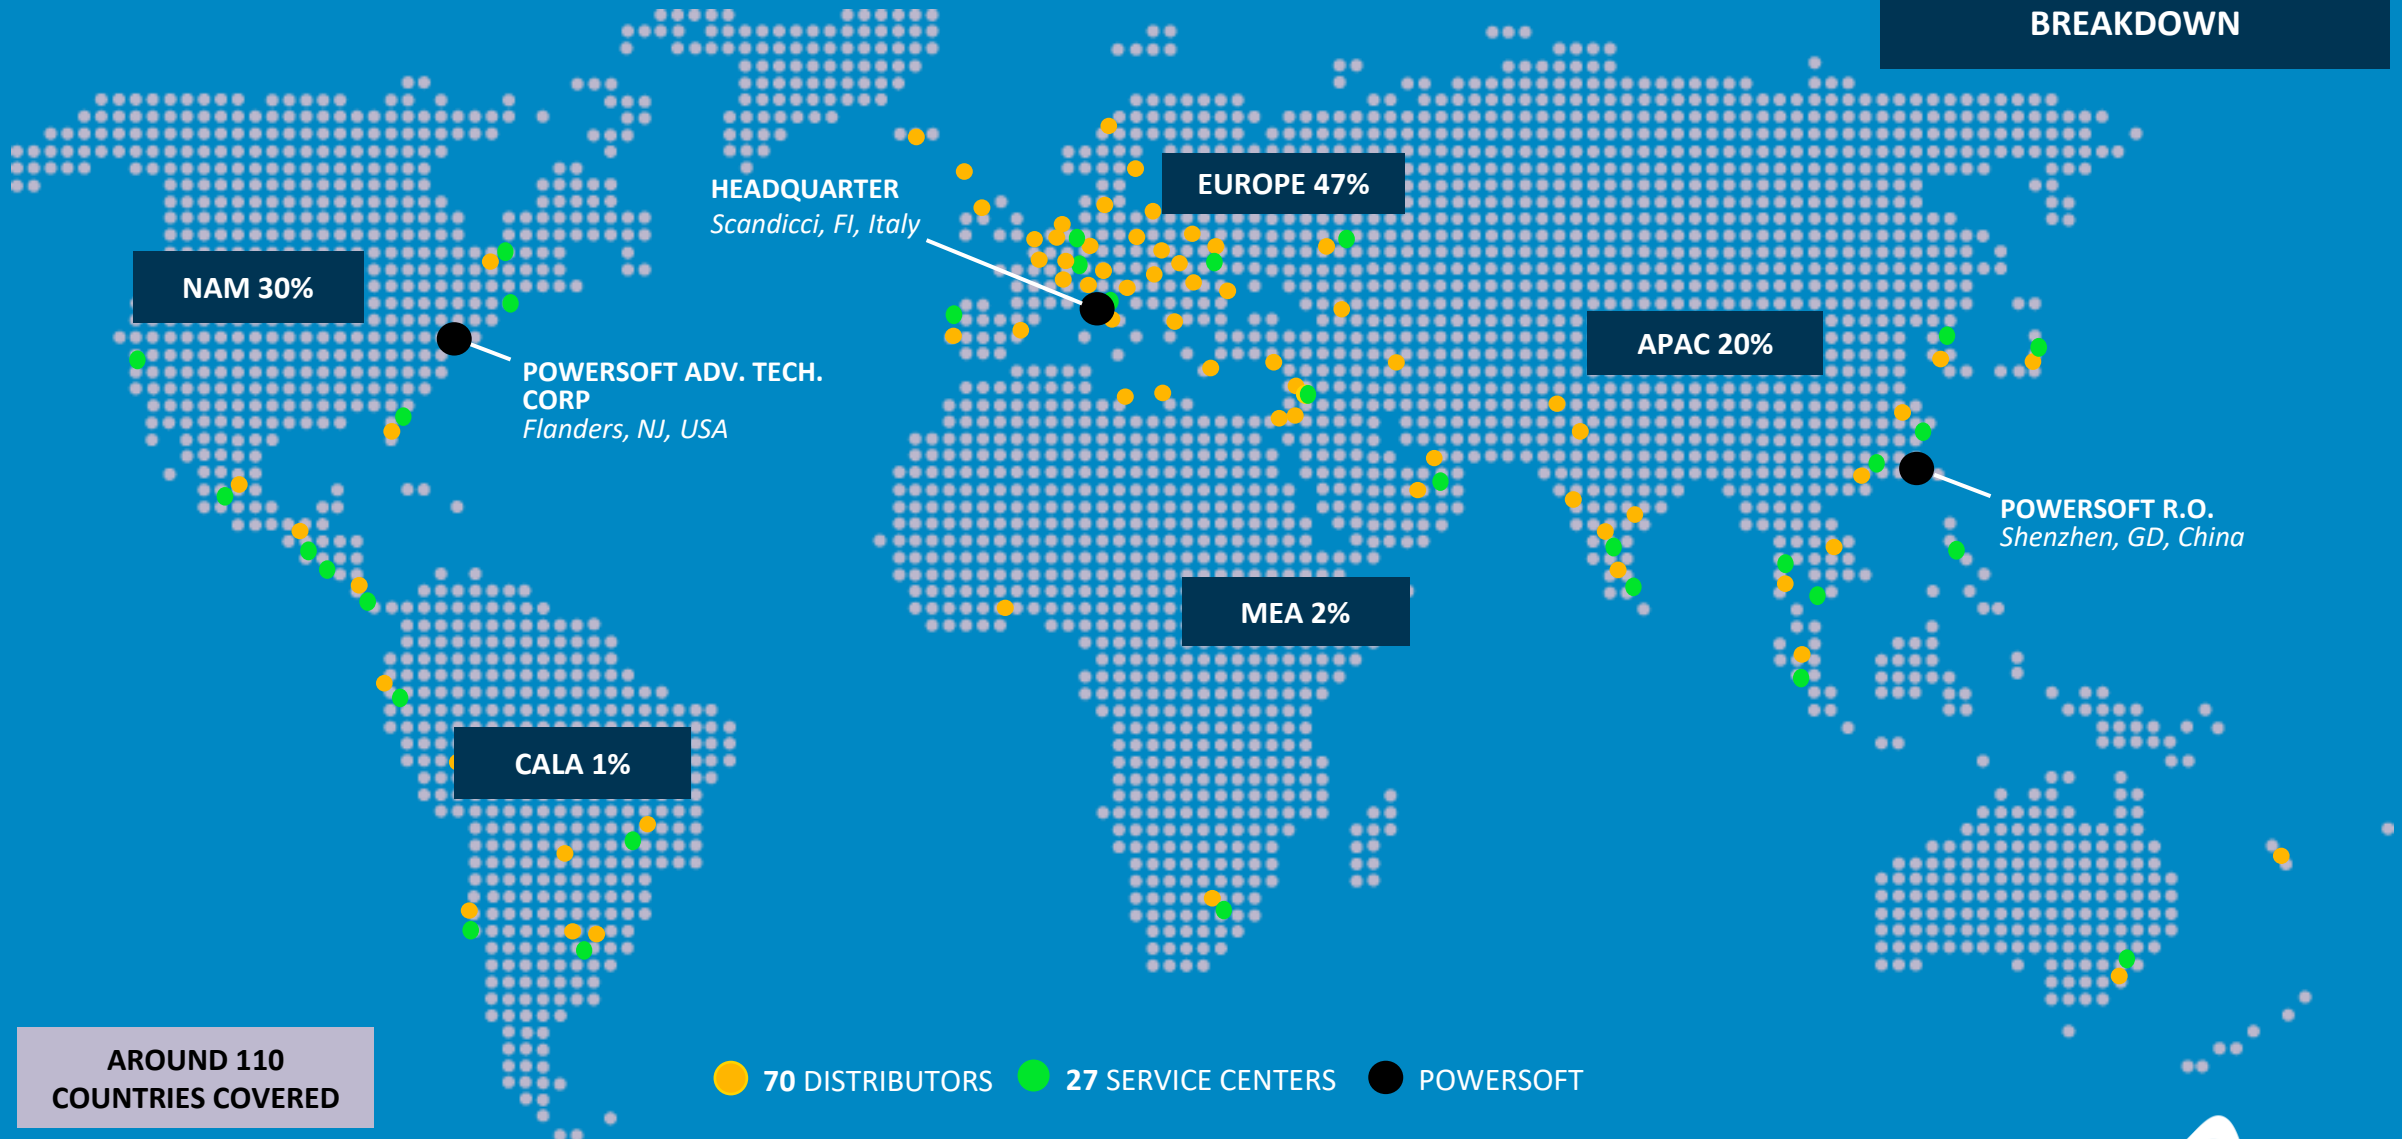 BREAKDOWN
EUROPE 47%
HEADQUARTER
Scandicci, FI, Italy
NAM 30%
APAC 20%
POWERSOFT ADV. TECH.
CORP
Flanders, NJ, USA
POWERSOFT R.O.
Shenzhen, GD, China
MEA 2%
CALA 1%
AROUND 110
COUNTRIES COVERED
70 DISTRIBUTORS
27 SERVICE CENTERS
POWERSOFT